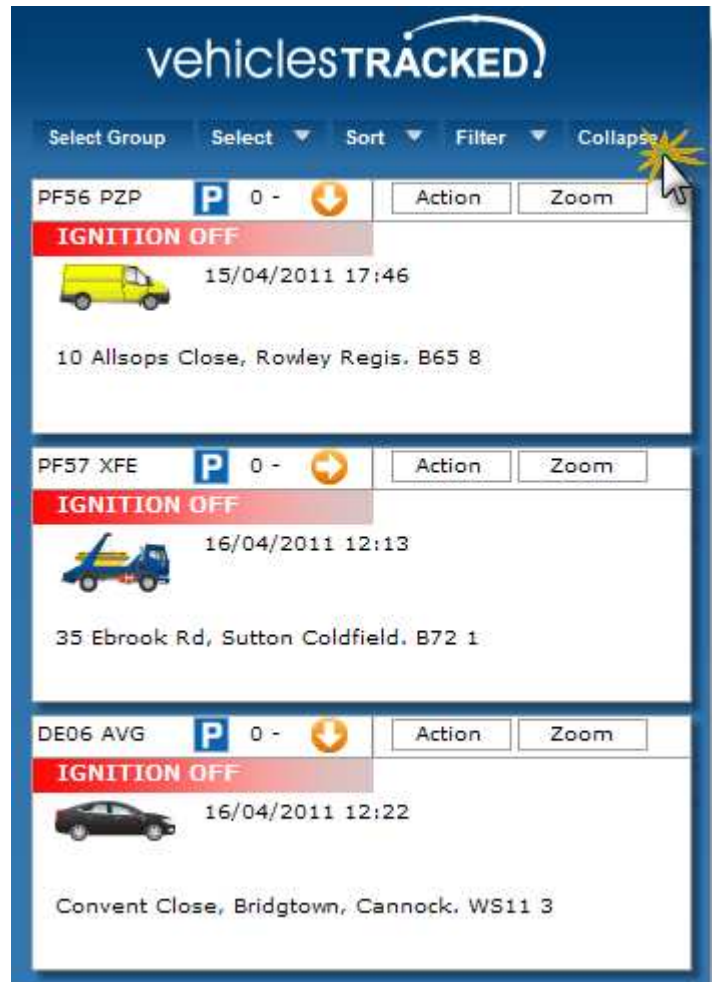 vehiclesTRACKED
Select Group Select Sort Filter Collapse
PF56 PZP P 0 - Action Zoom
IGNITION OFF
15/04/2011 17:46
10 Allsops Close, Rowley Regis. B65 8
PF57 XFE P 0 - Action Zoom
IGNITION OFF
16/04/2011 12:13
35 Ebrook Rd, Sutton Coldfield. B72 1
DE06 AVG P 0 - Action Zoom
IGNITION OFF
16/04/2011 12:22
Convent Close, Bridgtown, Cannock. WS11 3